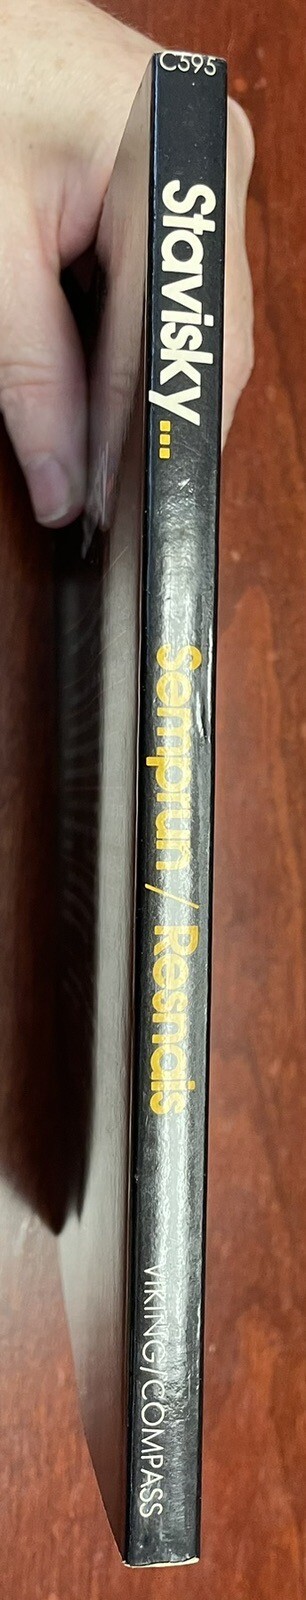 C595
Stavisky...
Semprun / Resnais
VIKING/COMPASS